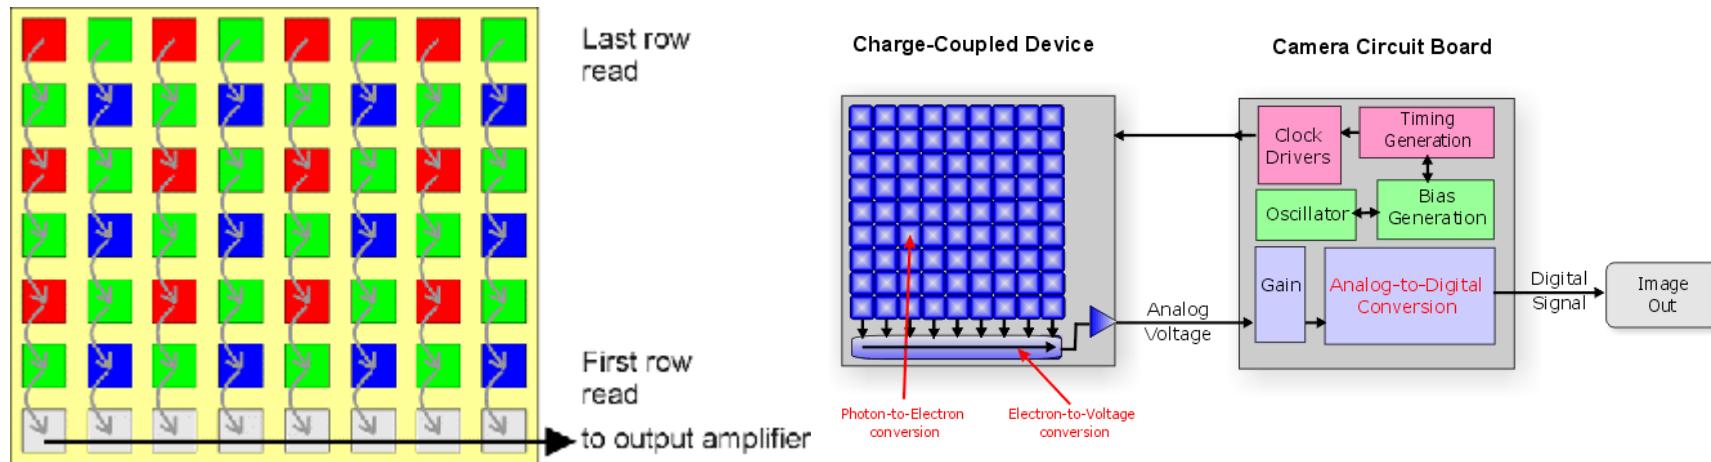 Last row
read
First row
read
to output amplifier
Charge-Coupled Device
Photon-to-Electron
conversion
Electron-to-Voltage
conversion
Analog
Voltage
Camera Circuit Board
Clock
Drivers
Timing
Generation
Oscillator
Bias
Generation
Gain
Analog-to-Digital
Conversion
Digital
Signal
Image
Out